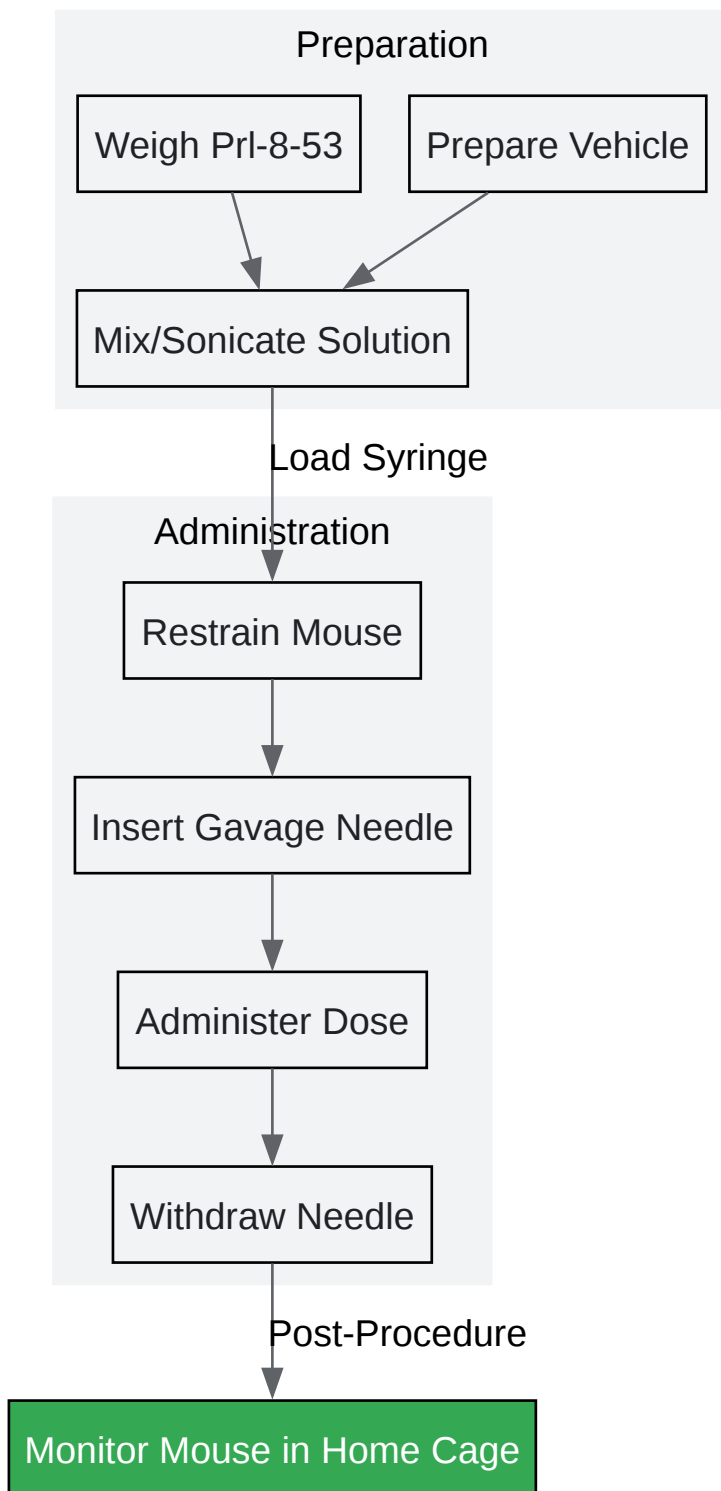 Preparation
Weigh Prl-8-53
Prepare Vehicle
Mix/Sonicate Solution
Load Syringe
Administration
Restrain Mouse
Insert Gavage Needle
Administer Dose
Withdraw Needle
Post-Procedure
Monitor Mouse in Home Cage